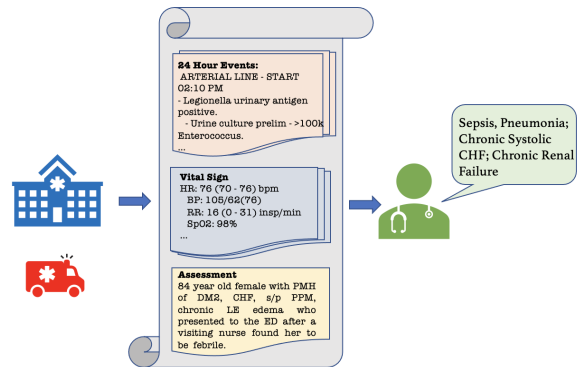 24 Hour Events:
ARTERIAL LINE - START
02:10 PM
- Legionella urinary antigen
positive.
- Urine culture prelim - >100k
Enterococcus.
...
Vital Sign
HR: 76 (70 - 76) bpm
BP: 105/62(76)
RR: 16 (0 - 31) insp/min
SpO2: 98%
...
Assessment
84 year old female with PMH
of DM2, CHF, s/p PPM,
chronic LE edema who
presented to the ED after a
visiting nurse found her to
be febrile.
Sepsis, Pneumonia;
Chronic Systolic
CHF; Chronic Renal
Failure